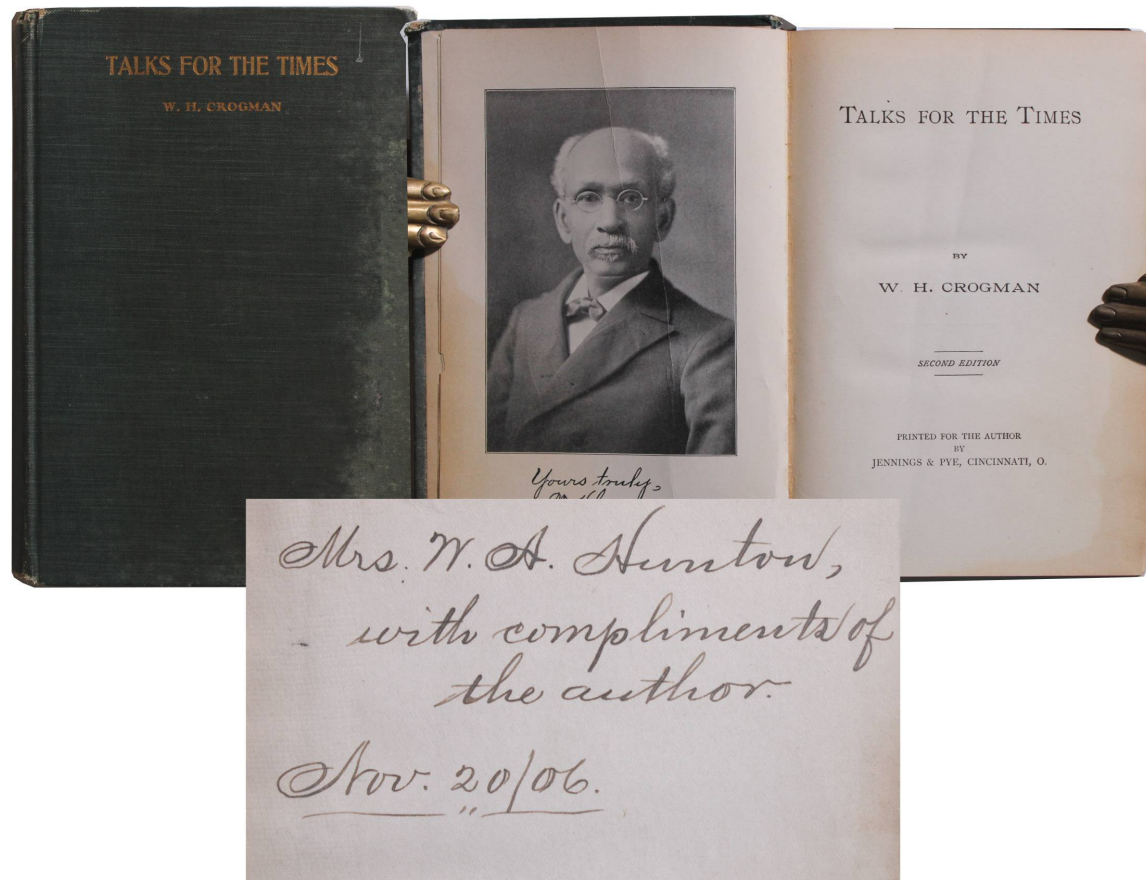 TALKS FOR THE TIMES
W. H. CROGMAN
Yours truly,
TALKS FOR THE TIMES
BY
W. H. CROGMAN
SECOND EDITION
PRINTED FOR THE AUTHOR
BY
JENNINGS & PYE, CINCINNATI, O.
Mrs. W. A. Hunton,
with compliments of
the author.
Nov. 20/06.